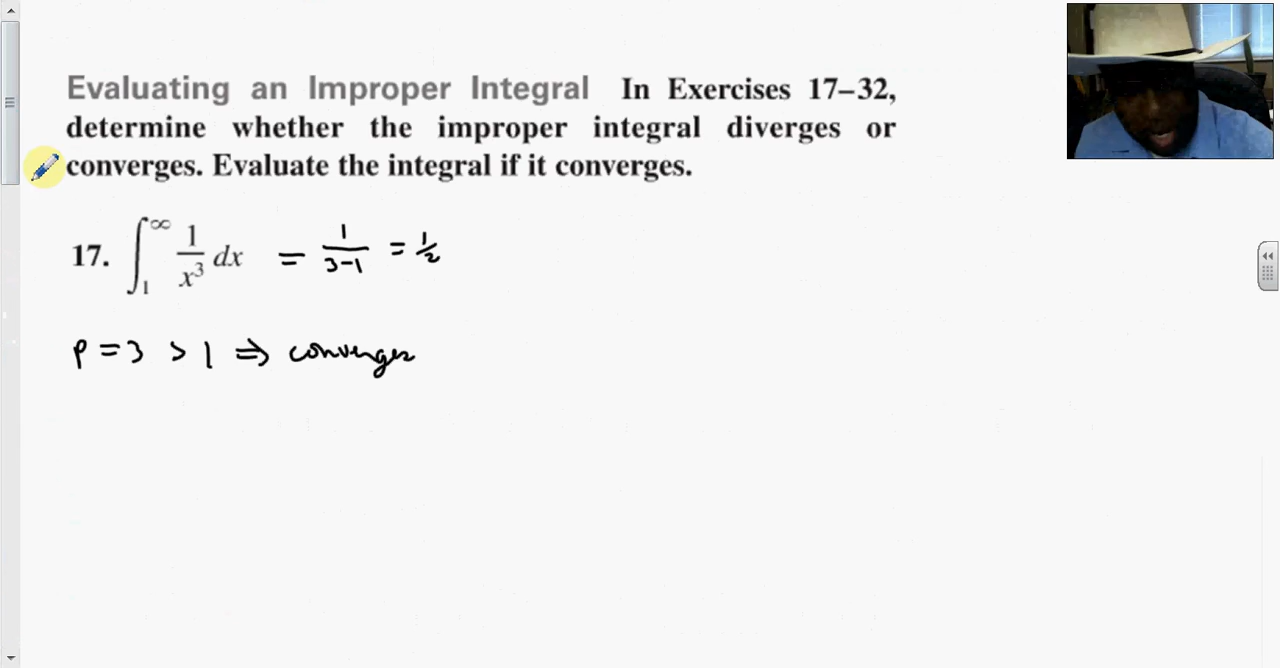 Evaluating an Improper Integral In Exercises 17–32,
determine whether the improper integral diverges or
converges. Evaluate the integral if it converges.
17. ∫₁^∞ 1/x³ dx = 1/(3-1) = 1/2
P = 3 > 1 ⇒ converges